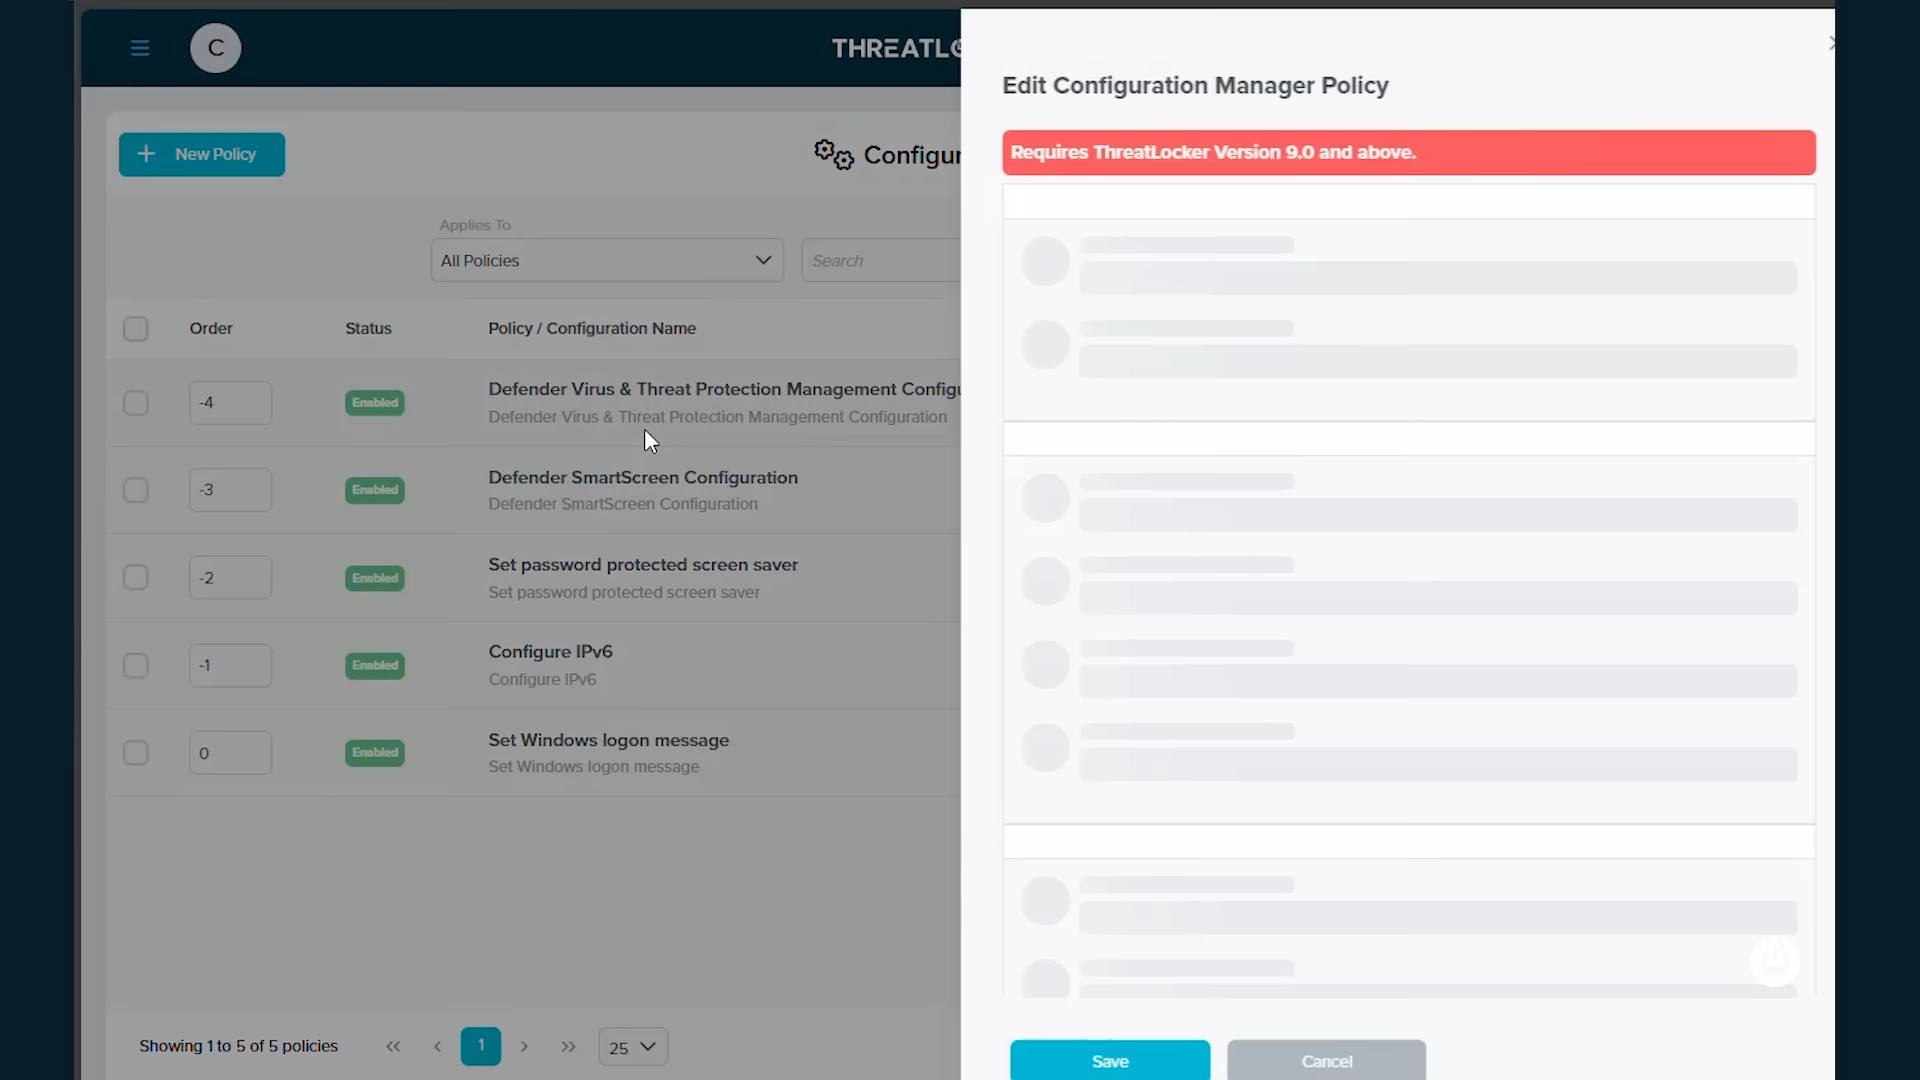 C
THREATLO
New Policy
Configur
Applies To
All Policies
Search
Order
Status
Policy / Configuration Name
-4
Enabled
Defender Virus & Threat Protection Management Configu
Defender Virus & Threat Protection Management Configuration
-3
Enabled
Defender SmartScreen Configuration
Defender SmartScreen Configuration
-2
Enabled
Set password protected screen saver
Set password protected screen saver
-1
Enabled
Configure IPv6
Configure IPv6
0
Enabled
Set Windows logon message
Set Windows logon message
Showing 1 to 5 of 5 policies
1
25
Edit Configuration Manager Policy
Requires ThreatLocker Version 9.0 and above.
Save
Cancel